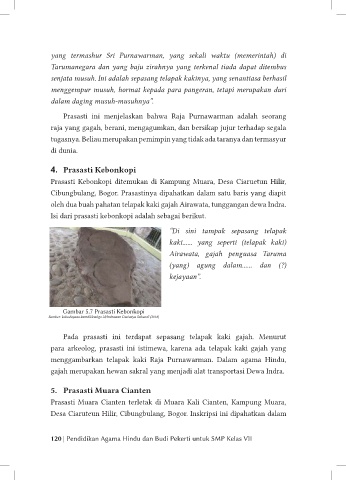 yang termashur Sri Purnawarman, yang sekali waktu (memerintah) di
Tarumanegara dan yang baju zirahnya yang terkenal tiada dapat ditembus
senjata musuh. Ini adalah sepasang telapak kakinya, yang senantiasa berhasil
menggempur musuh, hormat kepada para pangeran, tetapi merupakan duri
dalam daging musuh-musuhnya”.
Prasasti ini menjelaskan bahwa Raja Purnawarman adalah seorang
raja yang gagah, berani, mengagumkan, dan bersikap jujur terhadap segala
tugasnya. Beliau merupakan pemimpin yang tidak ada taranya dan termasyur
di dunia.
4. Prasasti Kebonkopi
Prasasti Kebonkopi ditemukan di Kampung Muara, Desa Ciaruetun Hilir,
Cibungbulang, Bogor. Prasastinya dipahatkan dalam satu baris yang diapit
oleh dua buah pahatan telapak kaki gajah Airawata, tunggangan dewa Indra.
Isi dari prasasti kebonkopi adalah sebagai berikut.
“Di sini tampak sepasang telapak
kaki...... yang seperti (telapak kaki)
Airawata, gajah penguasa Taruma
(yang) agung dalam...... dan (?)
kejayaan”.
Gambar 5.7 Prasasti Kebonkopi
Pada prasasti ini terdapat sepasang telapak kaki gajah. Menurut
para arkeolog, prasasti ini istimewa, karena ada telapak kaki gajah yang
menggambarkan telapak kaki Raja Purnawarman. Dalam agama Hindu,
gajah merupakan hewan sakral yang menjadi alat transportasi Dewa Indra.
5. Prasasti Muara Cianten
Prasasti Muara Cianten terletak di Muara Kali Cianten, Kampung Muara,
Desa Ciaruteun Hilir, Cibungbulang, Bogor. Inskripsi ini dipahatkan dalam
120 | Pendidikan Agama Hindu dan Budi Pekerti untuk SMP Kelas VII